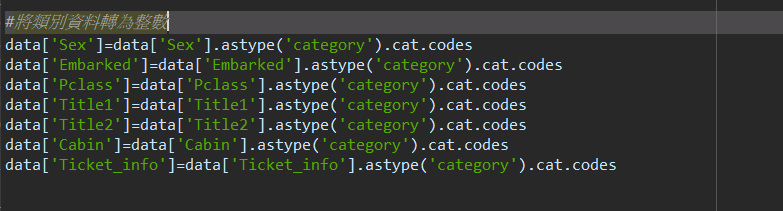 #將類別資料轉為整數
data['Sex']=data['Sex'].astype('category').cat.codes
data['Embarked']=data['Embarked'].astype('category').cat.codes
data['Pclass']=data['Pclass'].astype('category').cat.codes
data['Title1']=data['Title1'].astype('category').cat.codes
data['Title2']=data['Title2'].astype('category').cat.codes
data['Cabin']=data['Cabin'].astype('category').cat.codes
data['Ticket_info']=data['Ticket_info'].astype('category').cat.codes